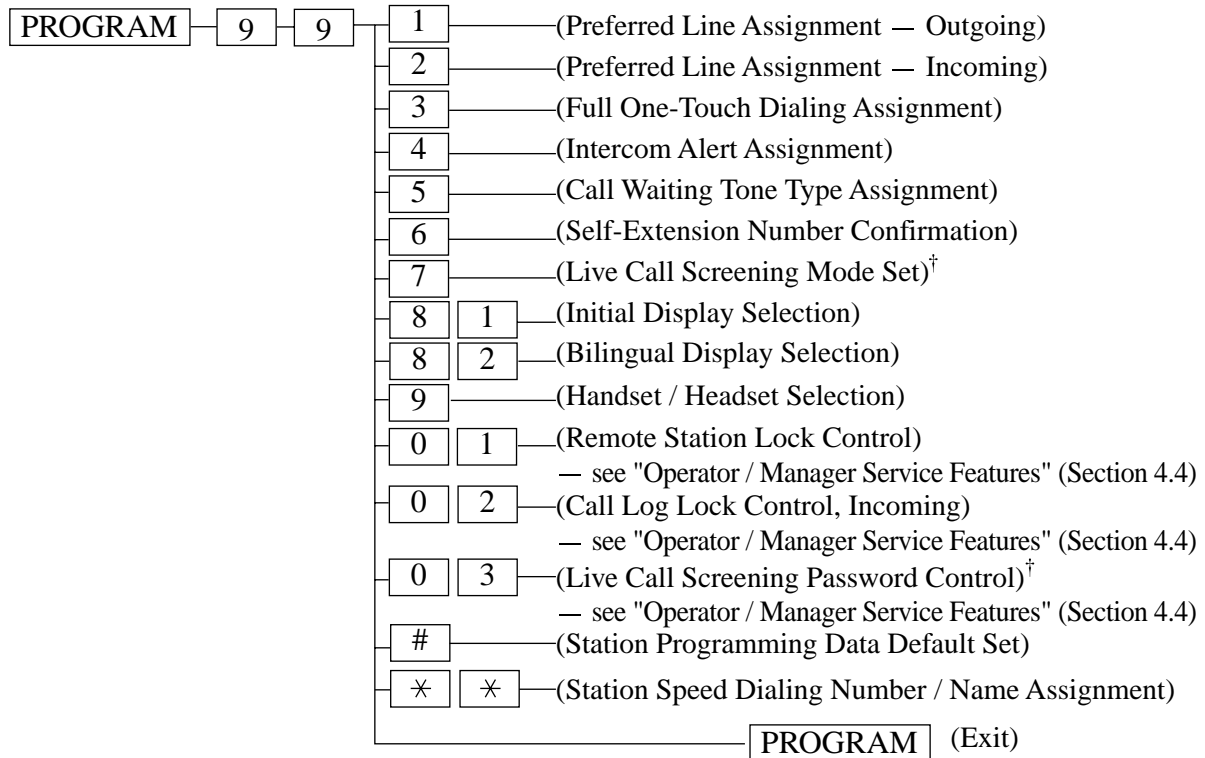 PROGRAM 9 9 1 (Preferred Line Assignment — Outgoing)
2 (Preferred Line Assignment — Incoming)
3 (Full One-Touch Dialing Assignment)
4 (Intercom Alert Assignment)
5 (Call Waiting Tone Type Assignment)
6 (Self-Extension Number Confirmation)
7 (Live Call Screening Mode Set)†
8 1 (Initial Display Selection)
8 2 (Bilingual Display Selection)
9 (Handset / Headset Selection)
0 1 (Remote Station Lock Control)
— see "Operator / Manager Service Features" (Section 4.4)
0 2 (Call Log Lock Control, Incoming)
— see "Operator / Manager Service Features" (Section 4.4)
0 3 (Live Call Screening Password Control)†
— see "Operator / Manager Service Features" (Section 4.4)
# (Station Programming Data Default Set)
* * (Station Speed Dialing Number / Name Assignment)
PROGRAM (Exit)